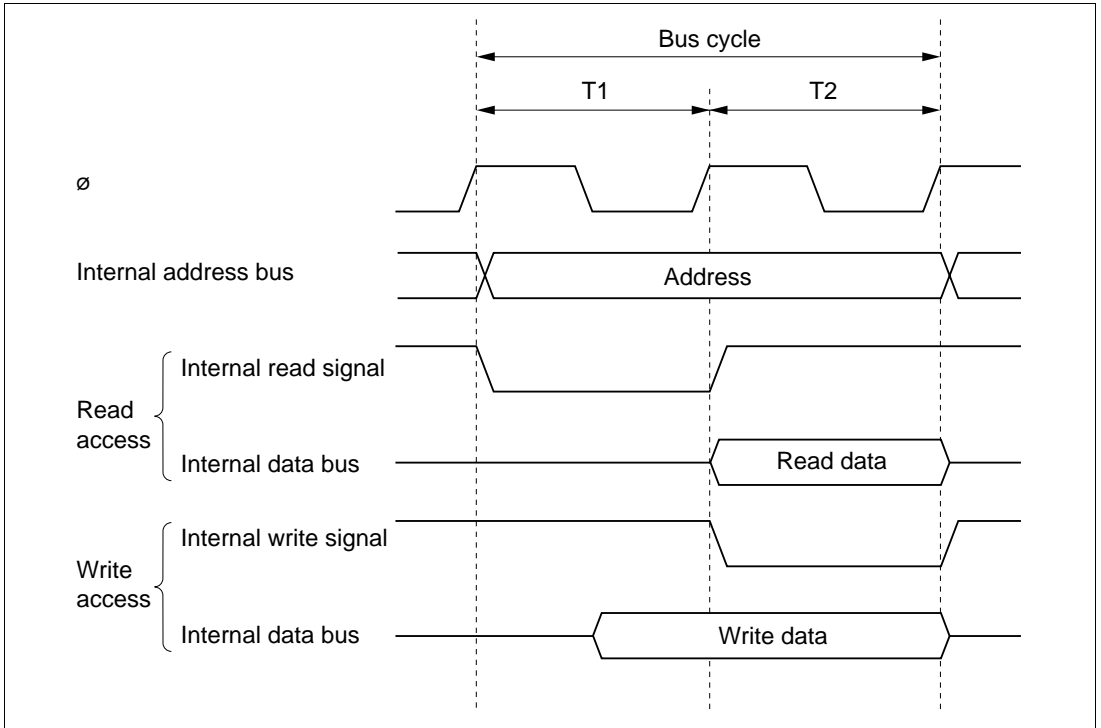 Bus cycle
T1
T2
ø
Internal address bus
Address
Internal read signal
Read
access
Internal data bus
Read data
Internal write signal
Write
access
Internal data bus
Write data